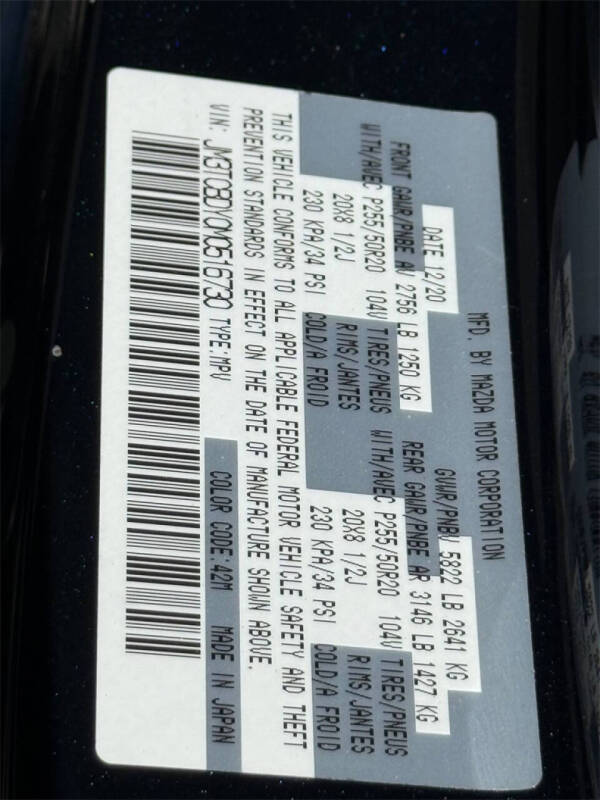 MFD. BY MAZDA MOTOR CORPORATION
DATE 12/20 GVWR/PNBV 5822 LB 2641 KG
FRONT GAWR/PNBE AV 2756 LB 1250 KG REAR GAWR/PNBE AR 3146 LB 1427 KG
WITH/AVEC P255/50R20 104V TIRES/PNEUS WITH/AVEC P255/50R20 104V TIRES/PNEUS
20X8 1/2J RIMS/JANTES 20X8 1/2J RIMS/JANTES
230 KPA/34 PSI COLD/A FROID 230 KPA/34 PSI COLD/A FROID
THIS VEHICLE CONFORMS TO ALL APPLICABLE FEDERAL MOTOR VEHICLE SAFETY AND THEFT
PREVENTION STANDARDS IN EFFECT ON THE DATE OF MANUFACTURE SHOWN ABOVE.
VIN: JM3TCBDY0M0516730 TYPE:MPV COLOR CODE:42M MADE IN JAPAN